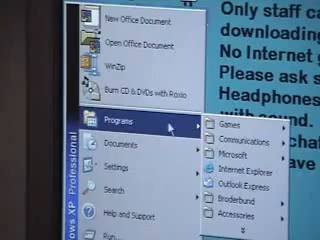 New Office Document
Open Office Document
WinZip
Burn CD & DVDs with Roxio
Programs
Documents
Settings
Search
Help and Support
Run...
ows XP Professional
Games
Communications
Microsoft
Internet Explorer
Outlook Express
Broderbund
Accessories
Only staff ca
downloading
No Internet g
Please ask s
Headphones
with sound.
chat
ave